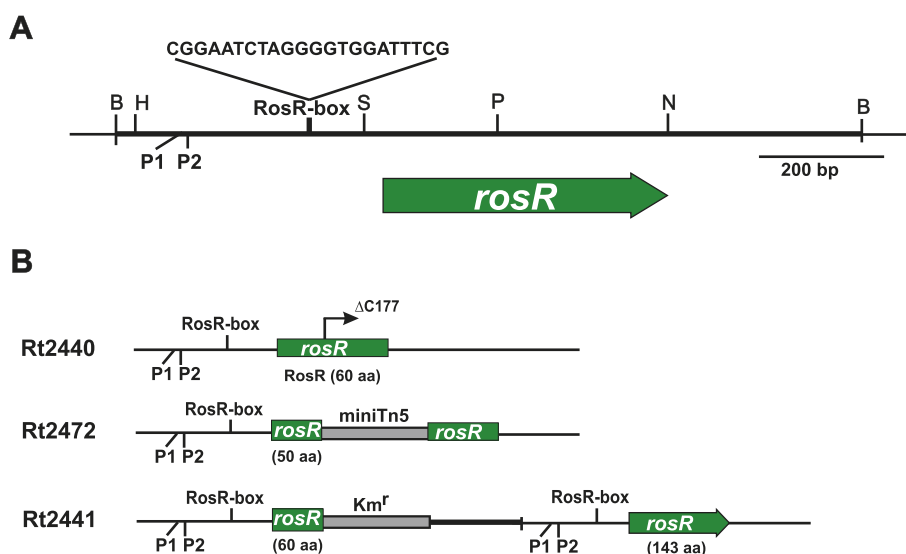 A
CGGAATCTAGGGGTGGATTTCG
B H RosR-box S P N B
P1 P2
200 bp
rosR
B
Rt2440
RosR-box
ΔC177
rosR
P1 P2
RosR (60 aa)
Rt2472
RosR-box
miniTn5
rosR
rosR
P1 P2
(50 aa)
Rt2441
RosR-box
Kmr
RosR-box
rosR
rosR
P1 P2
(60 aa)
P1 P2
(143 aa)